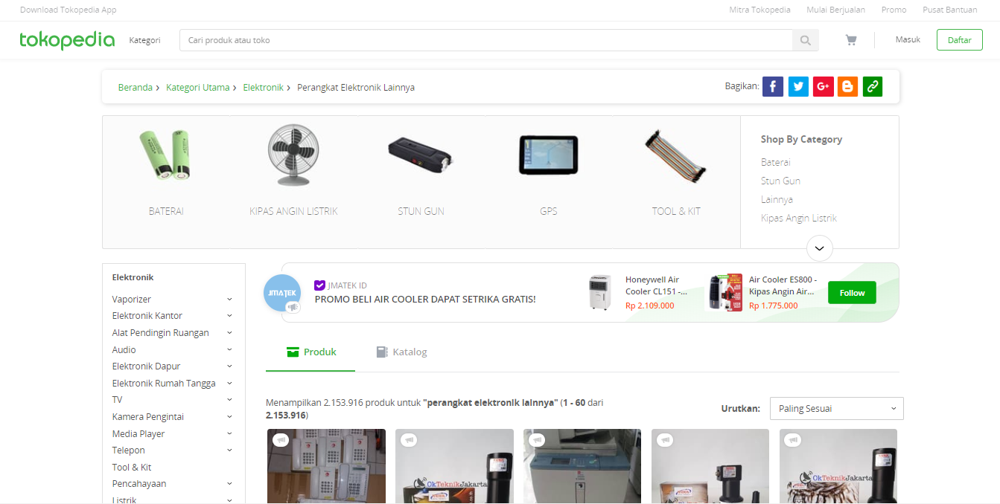 Download Tokopedia App
Mitra Tokopedia
Mulai Berjualan
Promo
Pusat Bantuan
tokopedia
Kategori
Cari produk atau toko
Masuk
Daftar
Beranda › Kategori Utama › Elektronik › Perangkat Elektronik Lainnya
Bagikan:
BATERAI
KIPAS ANGIN LISTRIK
STUN GUN
GPS
TOOL & KIT
Shop By Category
Baterai
Stun Gun
Lainnya
Kipas Angin Listrik
Elektronik
Vaporizer
Elektronik Kantor
Alat Pendingin Ruangan
Audio
Elektronik Dapur
Elektronik Rumah Tangga
TV
Kamera Pengintai
Media Player
Telepon
Tool & Kit
Pencahayaan
Listrik
JMATEK
JMATEK ID
PROMO BELI AIR COOLER DAPAT SETRIKA GRATIS!
Honeywell Air
Cooler CL151 -...
Rp 2.109.000
Air Cooler ES800 -
Kipas Angin Air...
Rp 1.775.000
Follow
Produk
Katalog
Menampilkan 2.153.916 produk untuk "perangkat elektronik lainnya" (1 - 60 dari
2.153.916)
Urutkan:
Paling Sesuai
OkTeknikJakarta
OkTeknikJakarta
OkTeknikJakarta